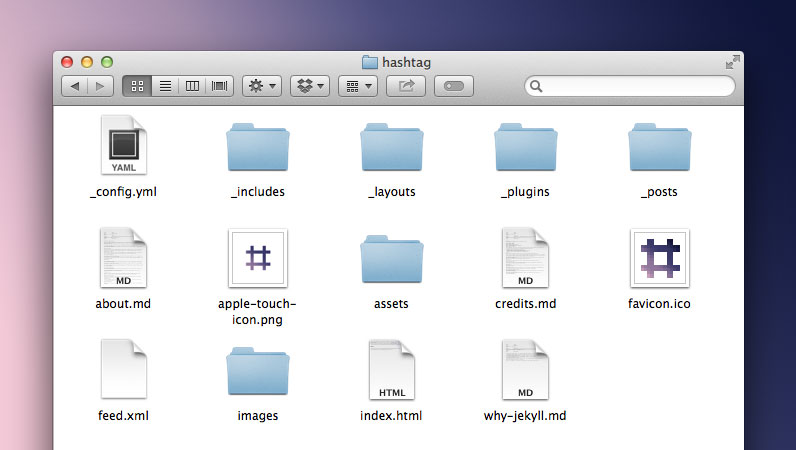 hashtag
YAML
_config.yml
_includes
_layouts
_plugins
_posts
MD
MD
about.md
apple-touch-
icon.png
assets
credits.md
favicon.ico
HTML
MD
feed.xml
images
index.html
why-jekyll.md